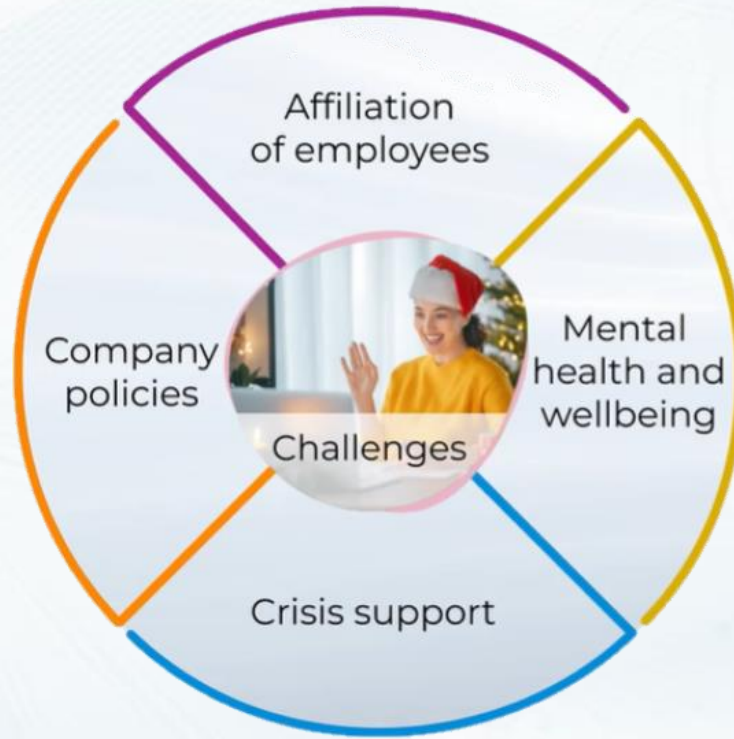 Affiliation
of employees
Company
policies
Mental
health and
wellbeing
Challenges
Crisis support